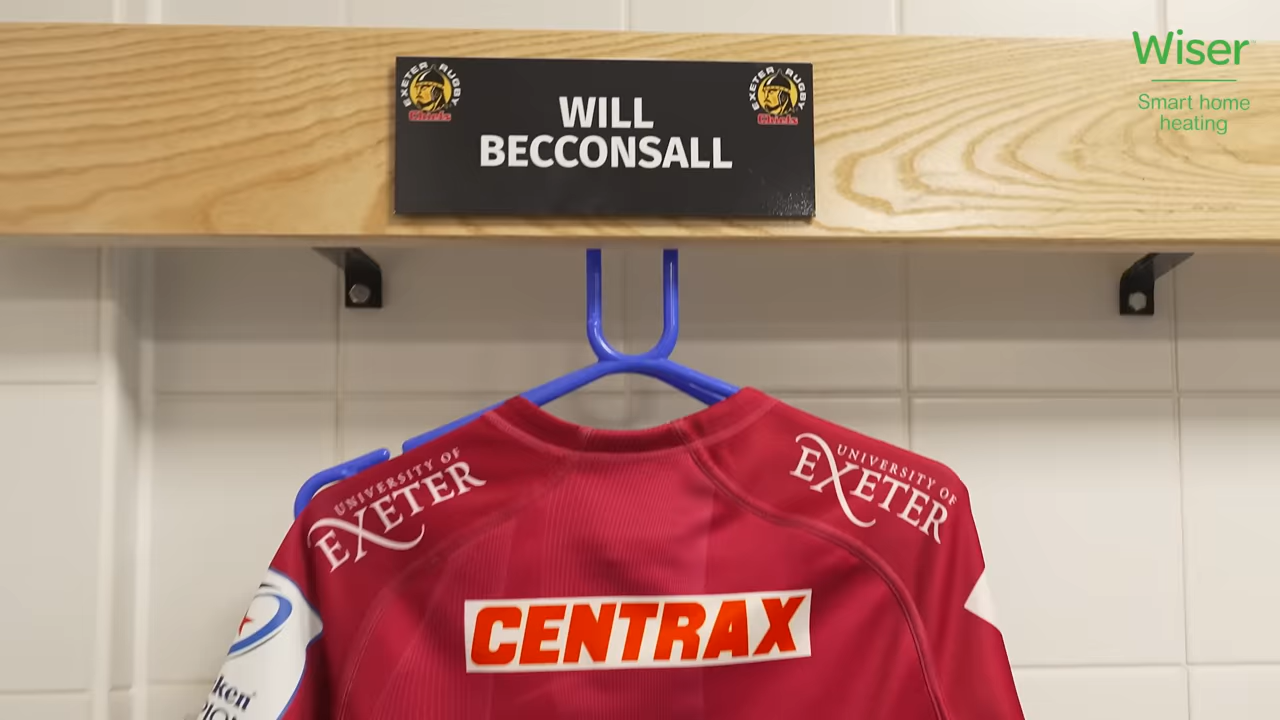 EXETER RUGBY
Chiefs
WILL
BECCONSALL
EXETER RUGBY
Chiefs
Wiser
Smart home
heating
UNIVERSITY OF
EXETER
UNIVERSITY OF
EXETER
CENTRAX